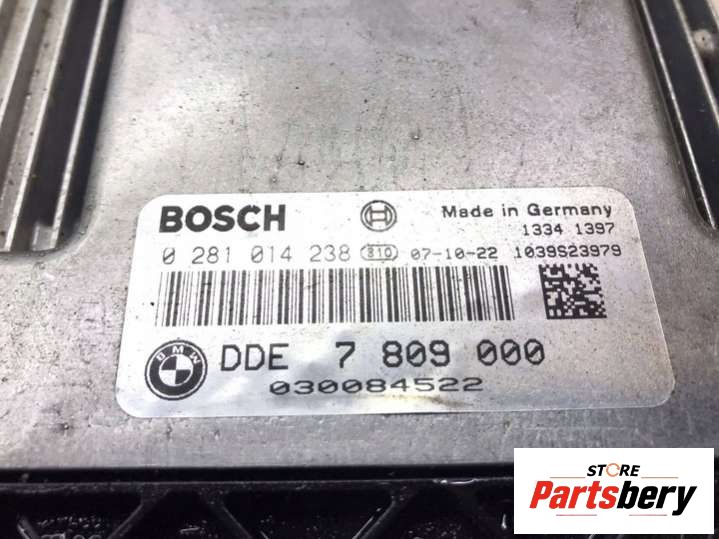 BOSCH Made in Germany
1334 1397
0 281 014 238 810 07-10-22 1039S23979
BMW DDE 7 809 000
030084522
STORE
Partsbery